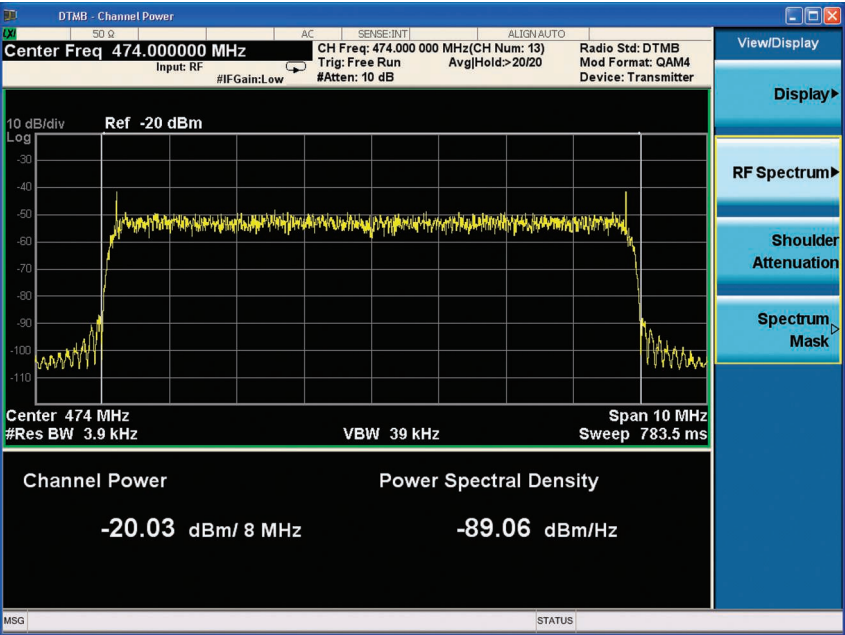 DTMB - Channel Power
LXI
50 Ω AC SENSE:INT ALIGN AUTO
Center Freq 474.000000 MHz
Input: RF
#IFGain:Low
CH Freq: 474.000 000 MHz(CH Num: 13)
Trig: Free Run Avg|Hold:>20/20
#Atten: 10 dB
Radio Std: DTMB
Mod Format: QAM4
Device: Transmitter
10 dB/div Ref -20 dBm
Log
-30
-40
-50
-60
-70
-80
-90
-100
-110
Center 474 MHz Span 10 MHz
#Res BW 3.9 kHz VBW 39 kHz Sweep 783.5 ms
Channel Power
-20.03 dBm/ 8 MHz
Power Spectral Density
-89.06 dBm/Hz
MSG STATUS
View/Display
Display
RF Spectrum
Shoulder
Attenuation
Spectrum
Mask